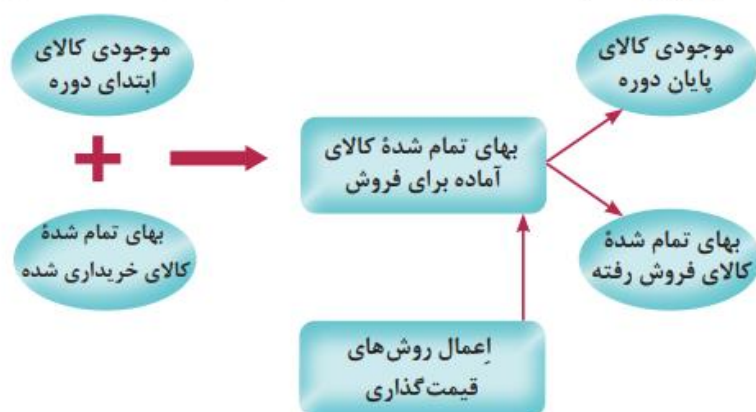 موجودی کالای
ابتدای دوره
بهای تمام شدهٔ
کالای خریداری شده
بهای تمام شدهٔ کالای
آماده برای فروش
اِعمال روش‌های
قیمت‌گذاری
موجودی کالای
پایان دوره
بهای تمام شدهٔ
کالای فروش رفته